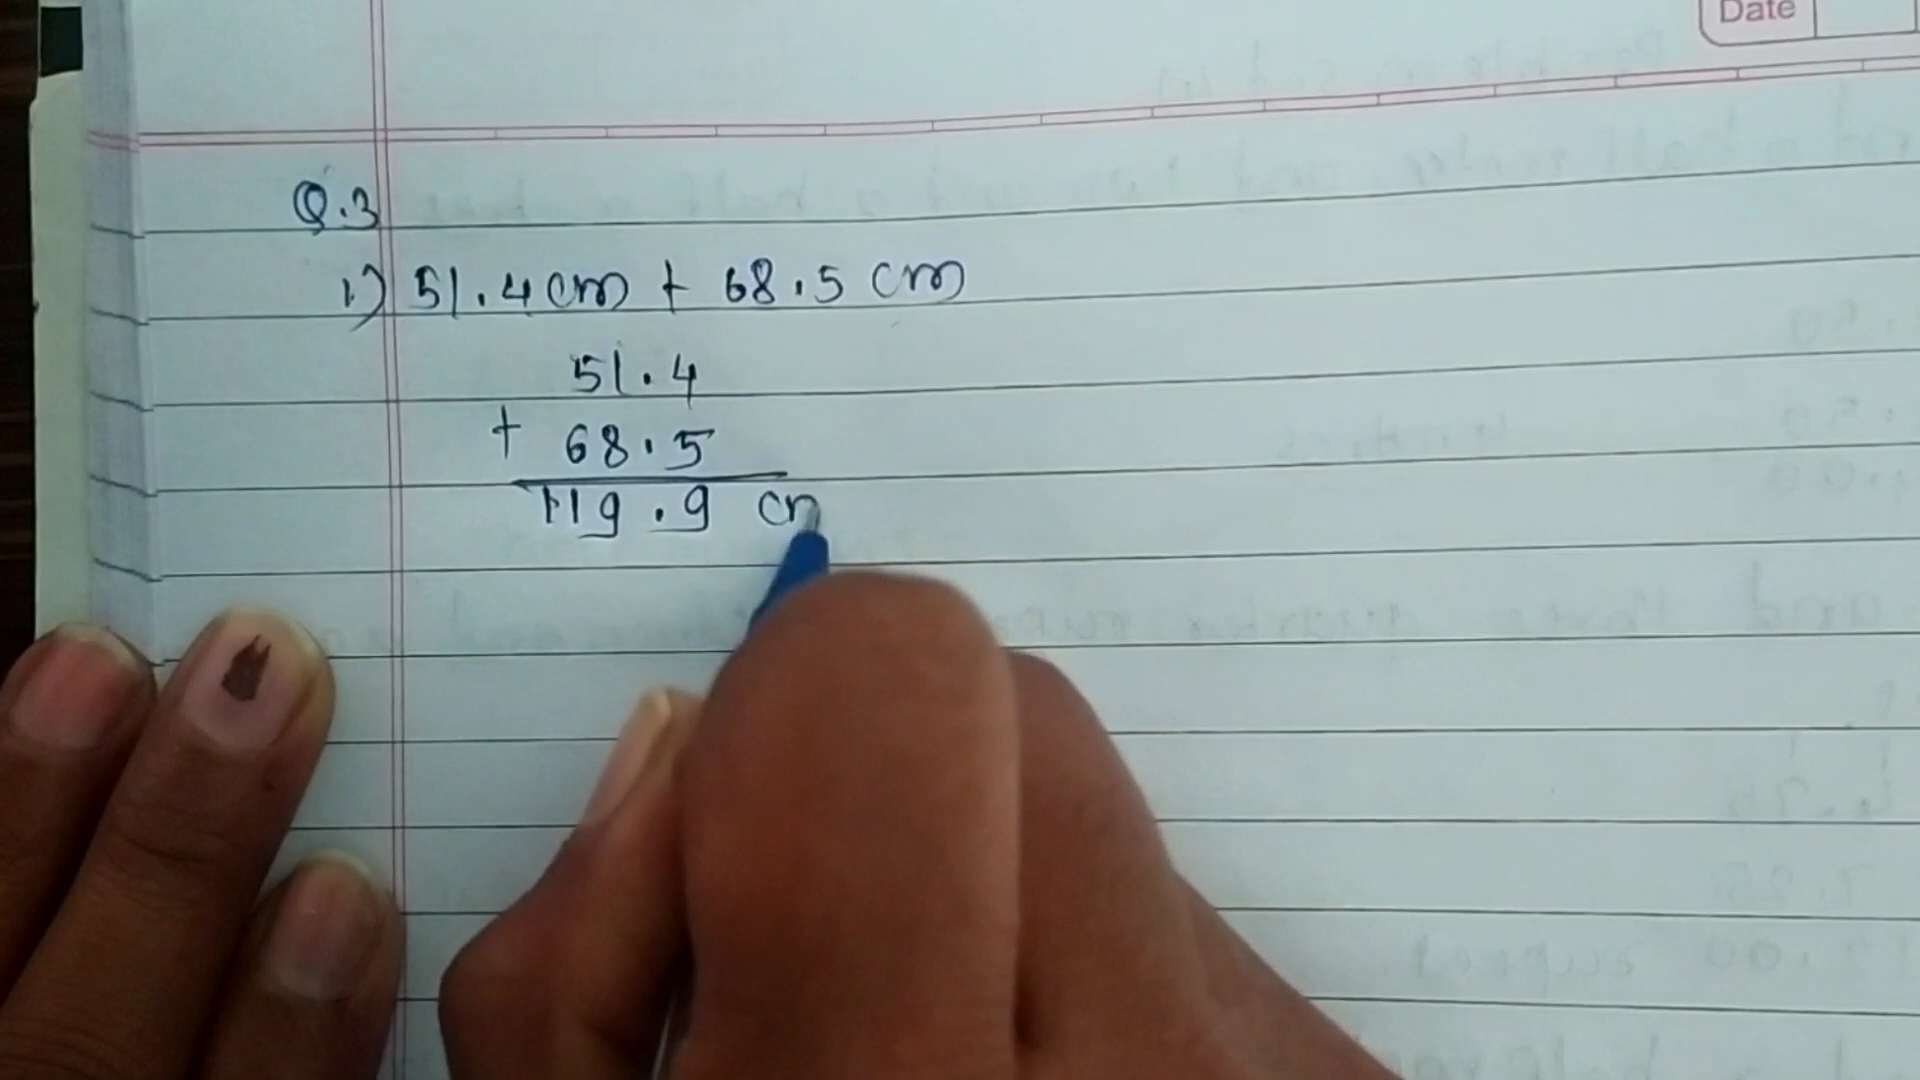 Date
Q.3
1.) 51.4 cm + 68.5 cm
51.4
+ 68.5
119.9 cm